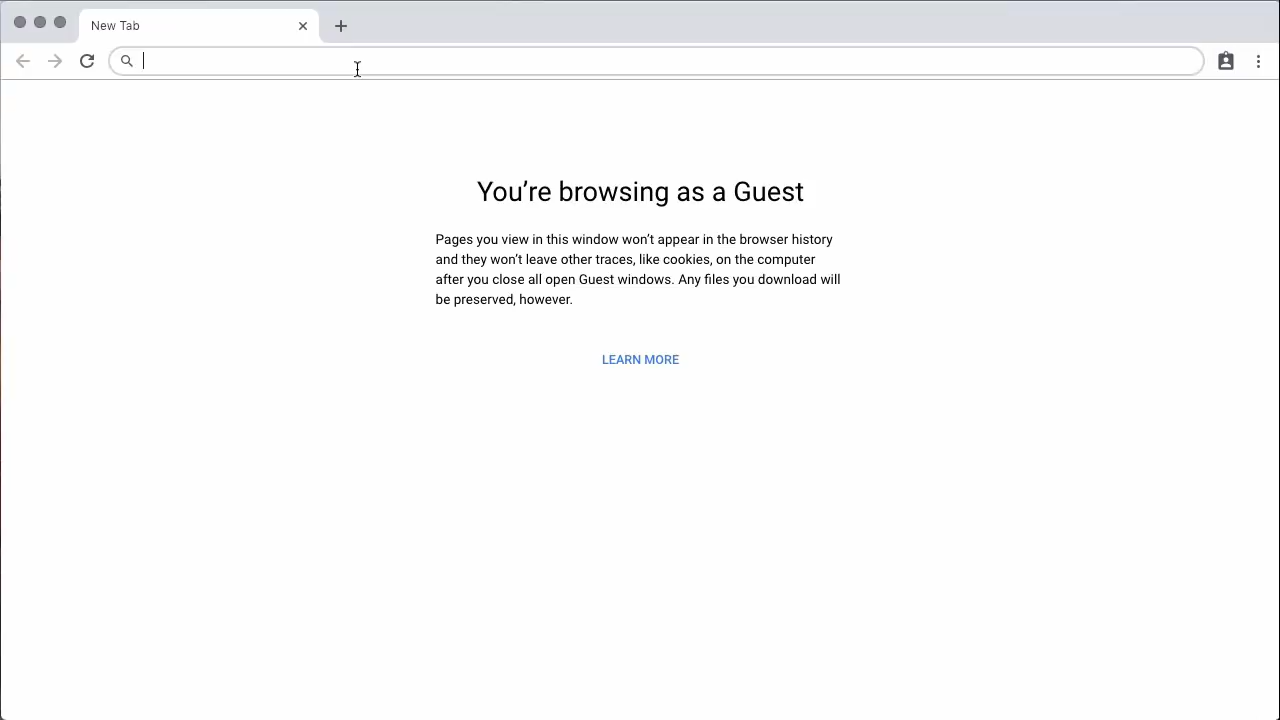 New Tab
You’re browsing as a Guest
Pages you view in this window won’t appear in the browser history
and they won’t leave other traces, like cookies, on the computer
after you close all open Guest windows. Any files you download will
be preserved, however.
LEARN MORE